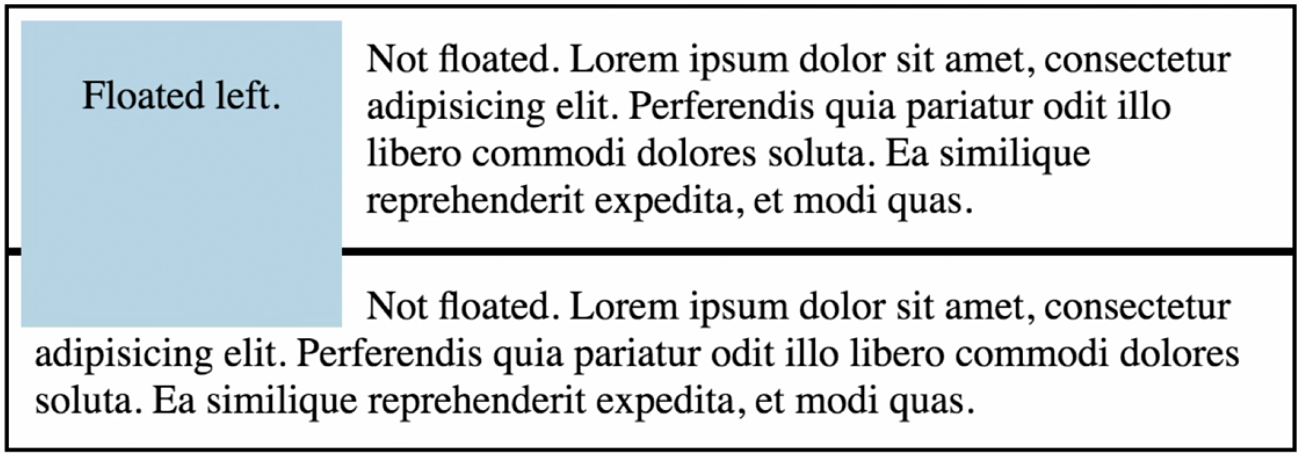 Floated left.
Not floated. Lorem ipsum dolor sit amet, consectetur
adipisicing elit. Perferendis quia pariatur odit illo
libero commodi dolores soluta. Ea similique
reprehenderit expedita, et modi quas.
Not floated. Lorem ipsum dolor sit amet, consectetur
adipisicing elit. Perferendis quia pariatur odit illo libero commodi dolores
soluta. Ea similique reprehenderit expedita, et modi quas.